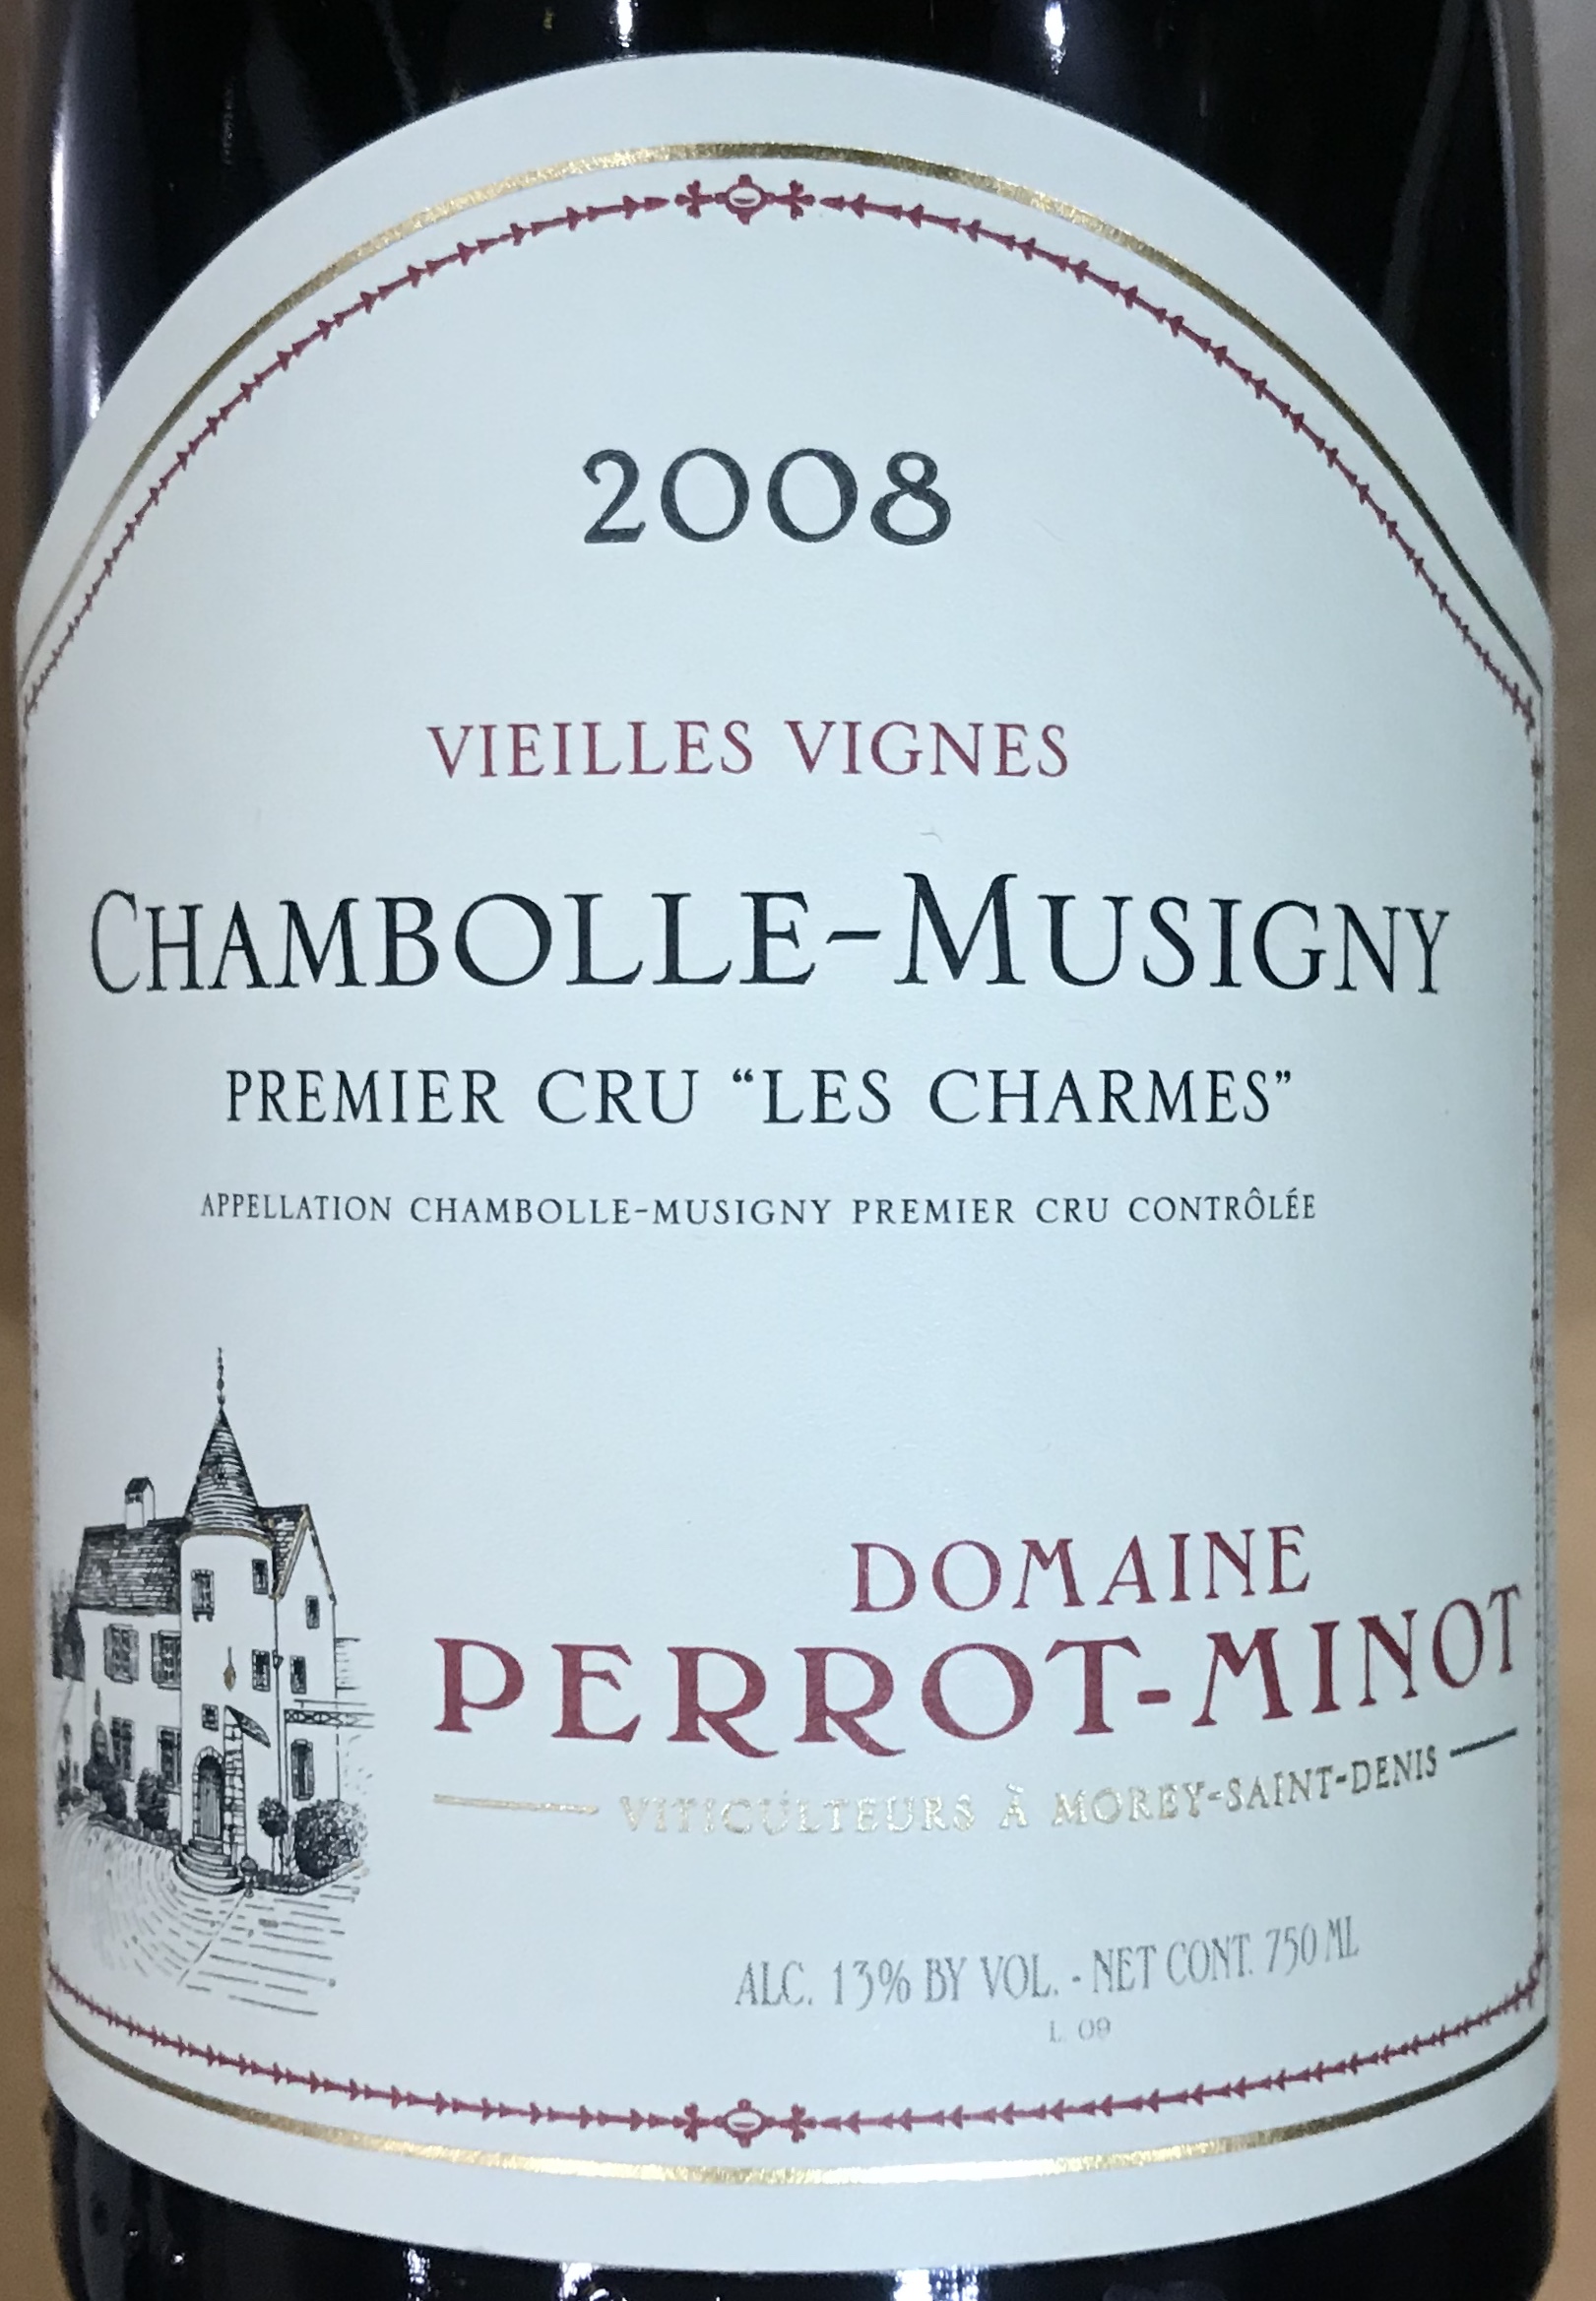 2008
VIEILLES VIGNES
CHAMBOLLE-MUSIGNY
PREMIER CRU “LES CHARMES”
APPELLATION CHAMBOLLE-MUSIGNY PREMIER CRU CONTRÔLÉE
DOMAINE
PERROT-MINOT
VITICULTEURS À MOREY-SAINT-DENIS
ALC. 13% BY VOL. - NET CONT. 750 ML
L. 09